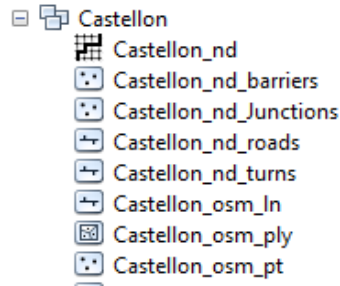 Castellon
Castellon_nd
Castellon_nd_barriers
Castellon_nd_Junctions
Castellon_nd_roads
Castellon_nd_turns
Castellon_osm_ln
Castellon_osm_ply
Castellon_osm_pt